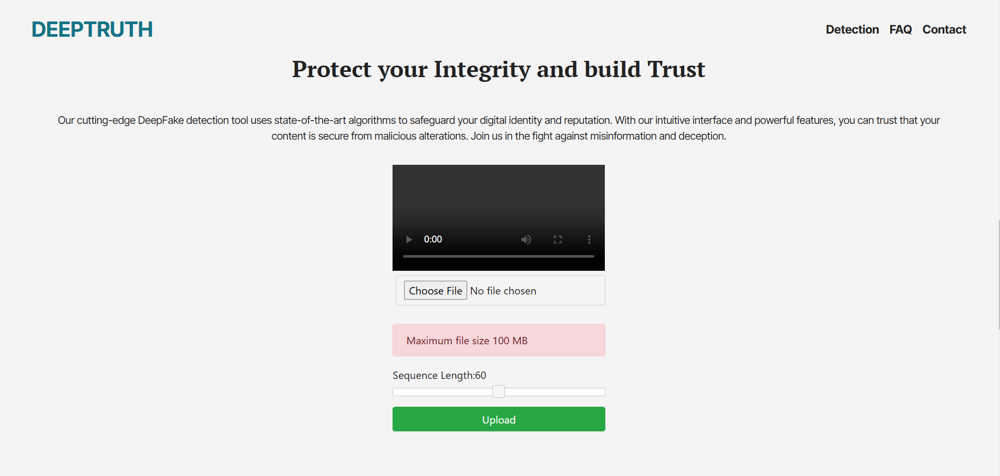 DEEPTRUTH
Detection FAQ Contact
Protect your Integrity and build Trust
Our cutting-edge DeepFake detection tool uses state-of-the-art algorithms to safeguard your digital identity and reputation. With our intuitive interface and powerful features, you can trust that your
content is secure from malicious alterations. Join us in the fight against misinformation and deception.
0:00
Choose File No file chosen
Maximum file size 100 MB
Sequence Length:60
Upload